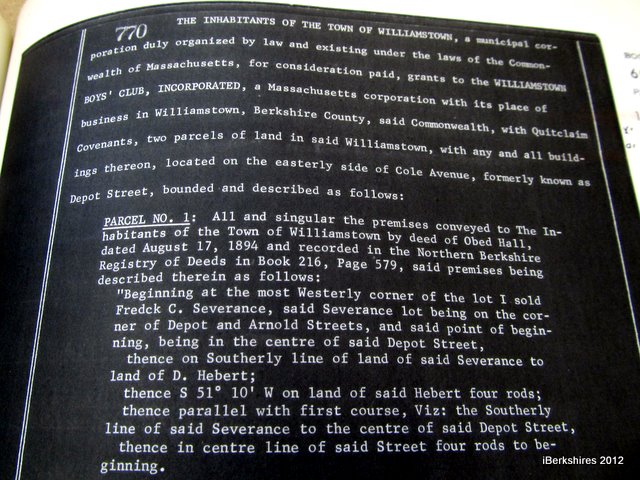 770
THE INHABITANTS OF THE TOWN OF WILLIAMSTOWN, a municipal cor-
poration duly organized by law and existing under the laws of the Common-
wealth of Massachusetts, for consideration paid, grants to the WILLIAMSTOWN
BOYS' CLUB, INCORPORATED, a Massachusetts corporation with its place of
business in Williamstown, Berkshire County, said Commonwealth, with Quitclaim
Covenants, two parcels of land in said Williamstown, with any and all build-
ings thereon, located on the easterly side of Cole Avenue, formerly known as
Depot Street, bounded and described as follows:
PARCEL NO. 1: All and singular the premises conveyed to The In-
habitants of the Town of Williamstown by deed of Obed Hall,
dated August 17, 1894 and recorded in the Northern Berkshire
Registry of Deeds in Book 216, Page 579, said premises being
described therein as follows:
"Beginning at the most Westerly corner of the lot I sold
Fredck C. Severance, said Severance lot being on the cor-
ner of Depot and Arnold Streets, and said point of begin-
ning, being in the centre of said Depot Street,
thence on Southerly line of land of said Severance to
land of D. Hebert;
thence S 51° 10' W on land of said Hebert four rods;
thence parallel with first course, Viz: the Southerly
line of said Severance to the centre of said Depot Street,
thence in centre line of said Street four rods to be-
ginning.
iBerkshires 2012